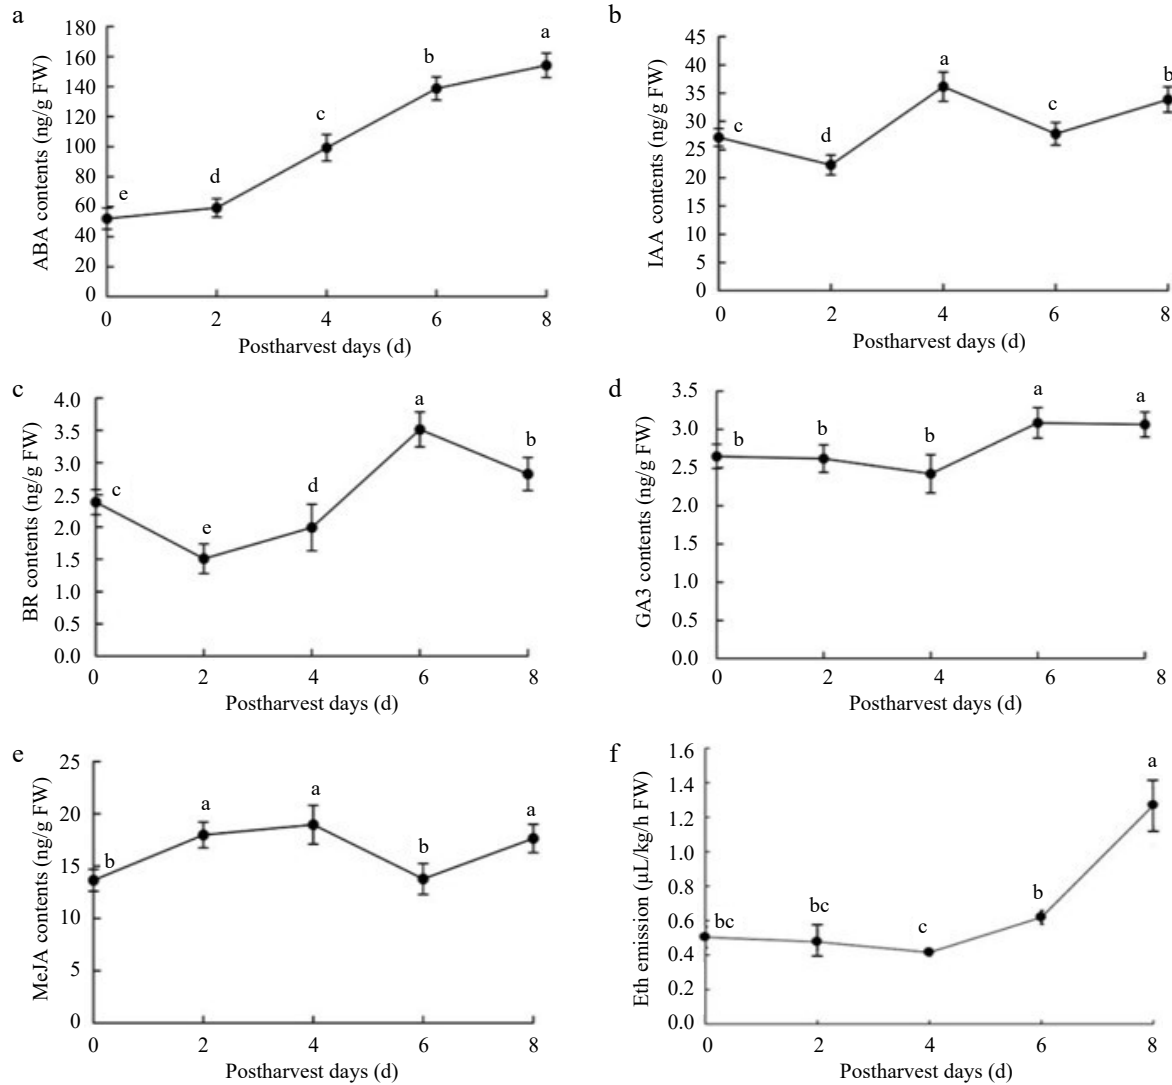 a
ABA contents (ng/g FW)
180
160
140
120
100
80
60
40
20
0
e
d
c
b
a
0 2 4 6 8
Postharvest days (d)
b
IAA contents (ng/g FW)
45
40
35
30
25
20
15
10
5
0
c
d
a
c
b
0 2 4 6 8
Postharvest days (d)
c
BR contents (ng/g FW)
4.0
3.5
3.0
2.5
2.0
1.5
1.0
0.5
0.0
c
e
d
a
b
0 2 4 6 8
Postharvest days (d)
d
GA3 contents (ng/g FW)
3.5
3.0
2.5
2.0
1.5
1.0
0.5
0.0
b
b
b
a
a
0 2 4 6 8
Postharvest days (d)
e
MeJA contents (ng/g FW)
25
20
15
10
5
0
b
a
a
b
a
0 2 4 6 8
Postharvest days (d)
f
Eth emission (μL/kg/h FW)
1.6
1.4
1.2
1.0
0.8
0.6
0.4
0.2
0.0
bc
bc
c
b
a
0 2 4 6 8
Postharvest days (d)